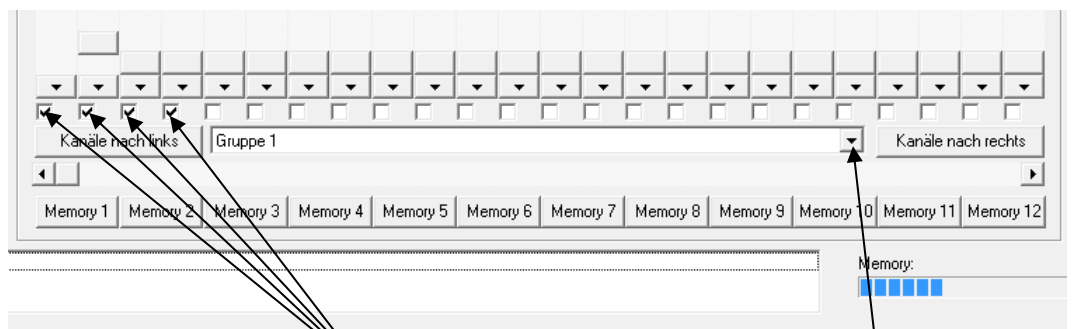 Kanäle nach links Gruppe 1 Kanäle nach rechts
Memory 1 Memory 2 Memory 3 Memory 4 Memory 5 Memory 6 Memory 7 Memory 8 Memory 9 Memory 10 Memory 11 Memory 12
Memory: